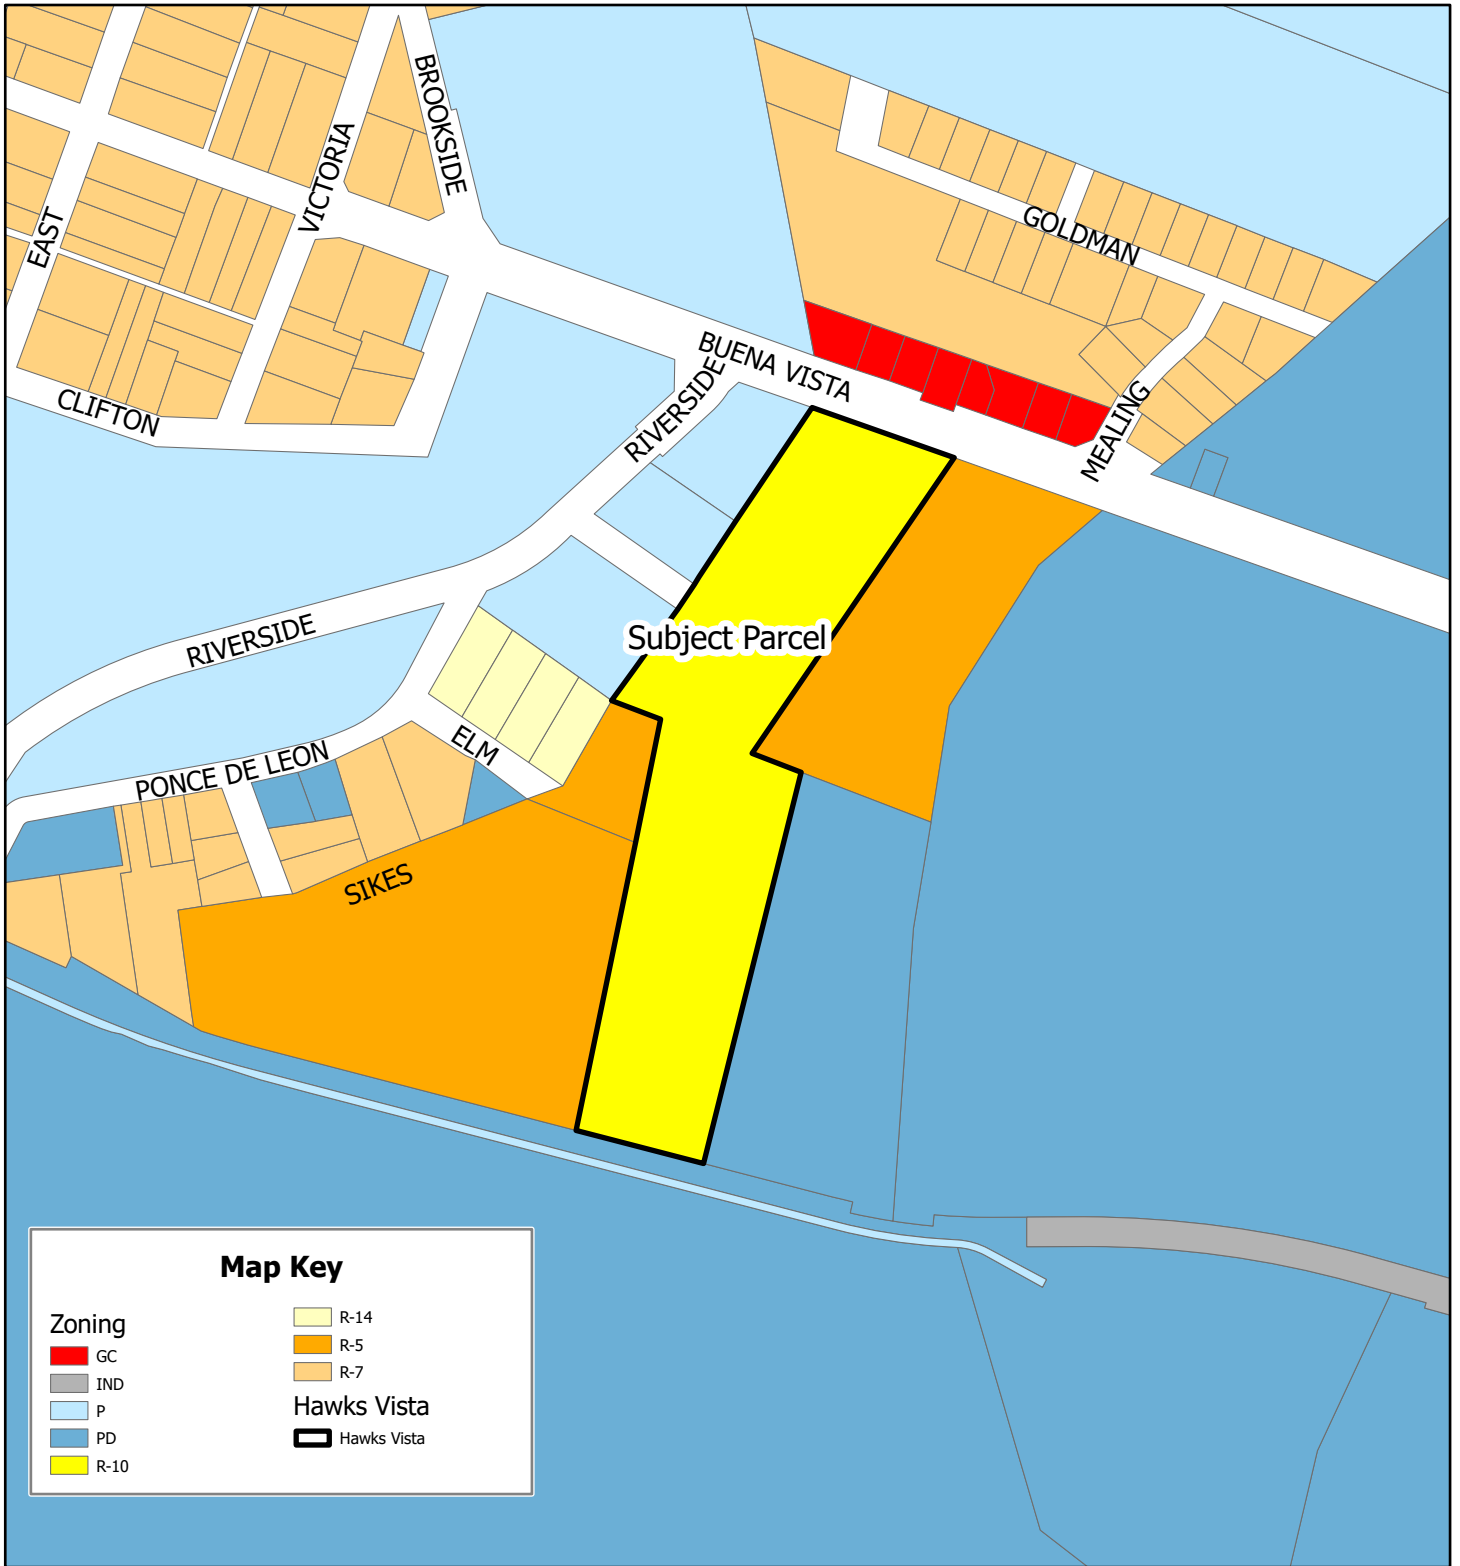 BROOKSIDE
VICTORIA
EAST
GOLDMAN
BUENA VISTA
RIVERSIDE
CLIFTON
MEALING
RIVERSIDE
Subject Parcel
ELM
PONCE DE LEON
SIKES
Map Key
Zoning
GC
IND
P
PD
R-10
R-14
R-5
R-7
Hawks Vista
Hawks Vista